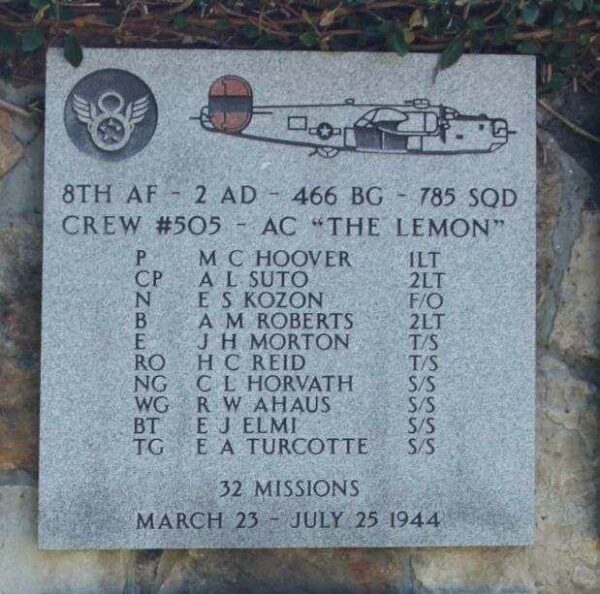 8TH AF - 2 AD - 466 BG - 785 SQD
CREW #505 - AC "THE LEMON"
P M C HOOVER 1LT
CP A L SUTO 2LT
N E S KOZON F/O
B A M ROBERTS 2LT
E J H MORTON T/S
RO H C REID T/S
NG C L HORVATH S/S
WG R W AHAUS S/S
BT E J ELMI S/S
TG E A TURCOTTE S/S
32 MISSIONS
MARCH 23 - JULY 25 1944